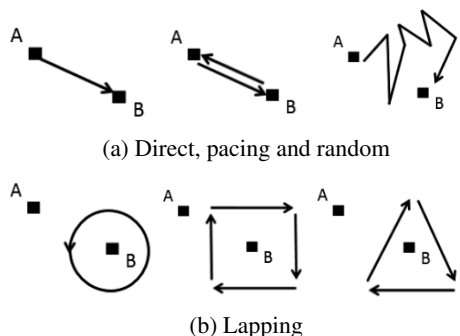 A B A B A B
(a) Direct, pacing and random
A B A B A B
(b) Lapping